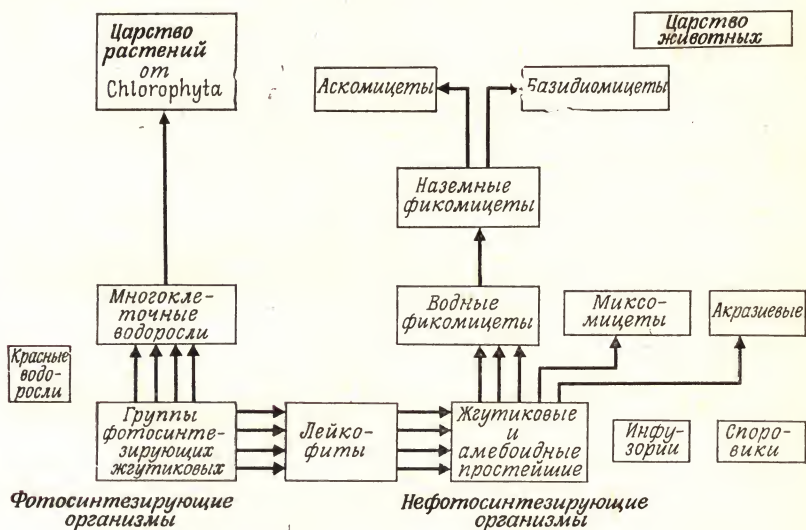 Царство
растений
от
Chlorophyta
Царство
животных
Аскомицеты
Базидиомицеты
Наземные
фикомицеты
Многокле-
точные
водоросли
Водные
фикомицеты
Миксо-
мицеты
Акразиевые
Красные
водо-
росли
Группы
фотосинте-
зирующих
жгутиковых
Лейко-
фиты
Жгутиковые
и
амебоидные
простейшие
Инфу-
зории
Споро-
вики
Фотосинтезирующие
организмы
Нефотосинтезирующие
организмы